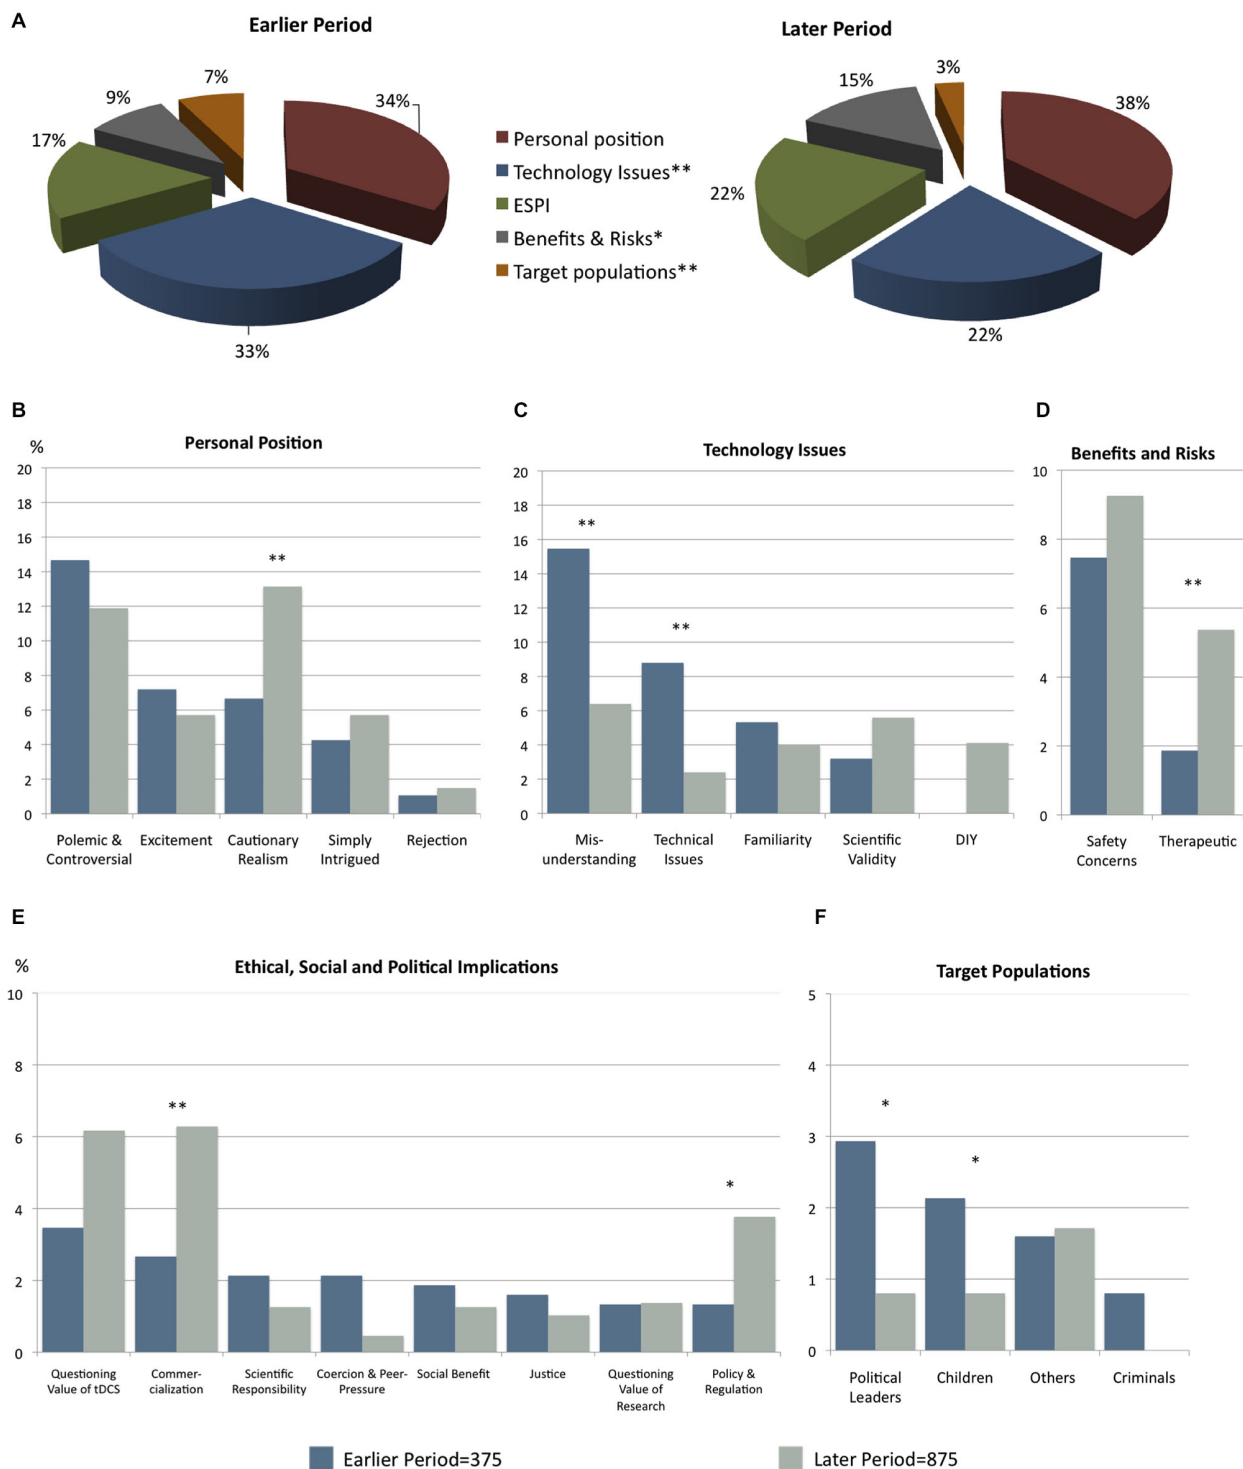 A
Earlier Period
Later Period
7%
9%
17%
34%
33%
Personal position
Technology Issues**
ESPI
Benefits & Risks*
Target populations**
3%
15%
38%
22%
22%
B
Personal Position
%
20
18
16
14
12
10
8
6
4
2
0
**
Polemic &
Controversial
Excitement
Cautionary
Realism
Simply
Intrigued
Rejection
C
Technology Issues
20
18
16
14
12
10
8
6
4
2
0
**
**
Mis-
understanding
Technical
Issues
Familiarity
Scientific
Validity
DIY
D
Benefits and Risks
10
8
6
4
2
0
**
Safety
Concerns
Therapeutic
E
Ethical, Social and Political Implications
%
10
8
6
4
2
0
**
*
Questioning
Value of tDCS
Commer-
cialization
Scientific
Responsibility
Coercion & Peer-
Pressure
Social Benefit
Justice
Questioning
Value of
Research
Policy &
Regulation
F
Target Populations
5
4
3
2
1
0
*
*
Political
Leaders
Children
Others
Criminals
Earlier Period=375
Later Period=875